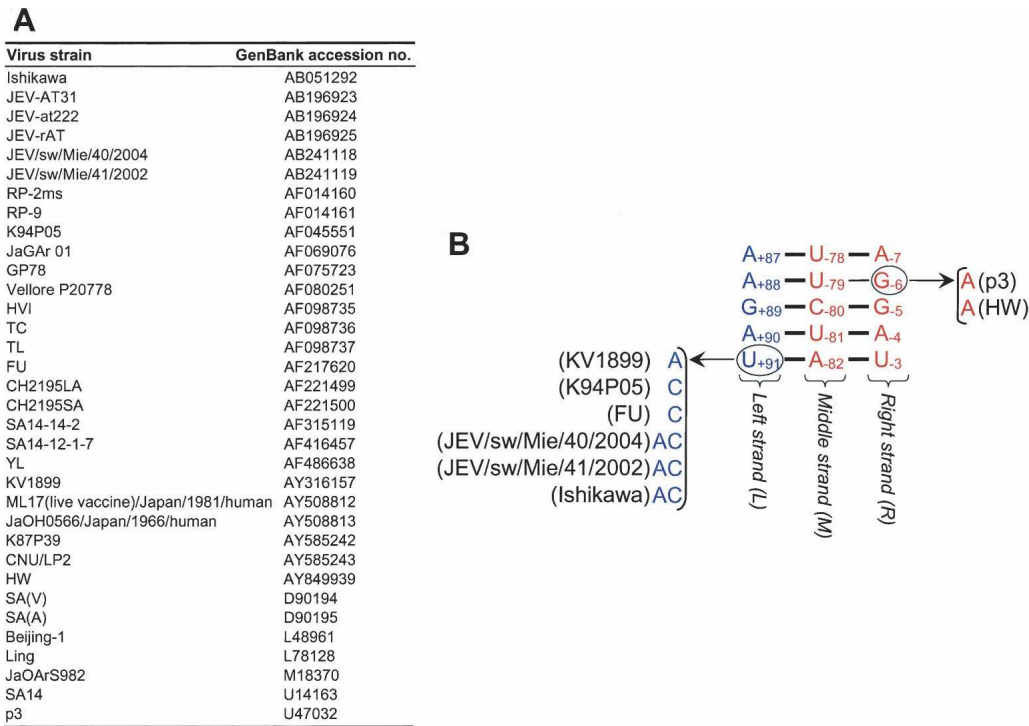 A
Virus strain GenBank accession no.
Ishikawa AB051292
JEV-AT31 AB196923
JEV-at222 AB196924
JEV-rAT AB196925
JEV/sw/Mie/40/2004 AB241118
JEV/sw/Mie/41/2002 AB241119
RP-2ms AF014160
RP-9 AF014161
K94P05 AF045551
JaGAr 01 AF069076
GP78 AF075723
Vellore P20778 AF080251
HVI AF098735
TC AF098736
TL AF098737
FU AF217620
CH2195LA AF221499
CH2195SA AF221500
SA14-14-2 AF315119
SA14-12-1-7 AF416457
YL AF486638
KV1899 AY316157
ML17(live vaccine)/Japan/1981/human AY508812
JaOH0566/Japan/1966/human AY508813
K87P39 AY585242
CNU/LP2 AY585243
HW AY849939
SA(V) D90194
SA(A) D90195
Beijing-1 L48961
Ling L78128
JaOArS982 M18370
SA14 U14163
p3 U47032
B
A+87 U-78 A-7
A+88 U-79 G-6 A (p3)
G+89 C-80 G-5 A (HW)
A+90 U-81 A-4
U+91 A-82 U-3
(KV1899) A
(K94P05) C
(FU) C
(JEV/sw/Mie/40/2004) AC
(JEV/sw/Mie/41/2002) AC
(Ishikawa) AC
Left strand (L)
Middle strand (M)
Right strand (R)